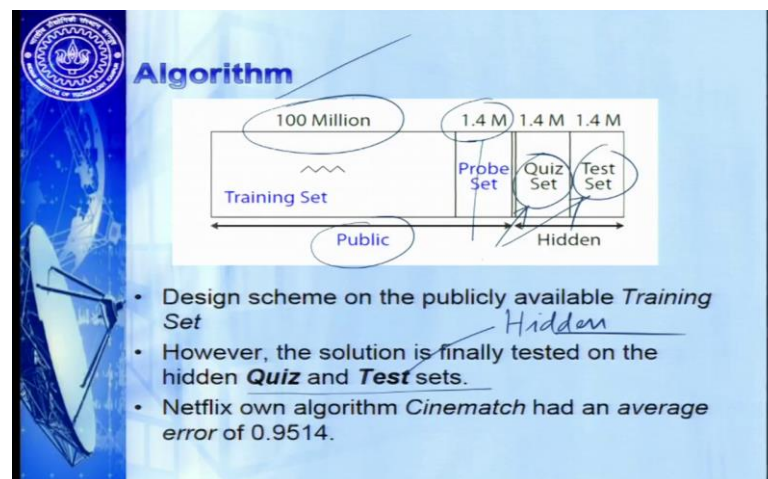 Algorithm
100 Million 1.4 M 1.4 M 1.4 M
Training Set
Probe Set
Quiz Set
Test Set
Public
Hidden
• Design scheme on the publicly available Training
Set
Hidden
• However, the solution is finally tested on the
hidden Quiz and Test sets.
• Netflix own algorithm Cinematch had an average
error of 0.9514.